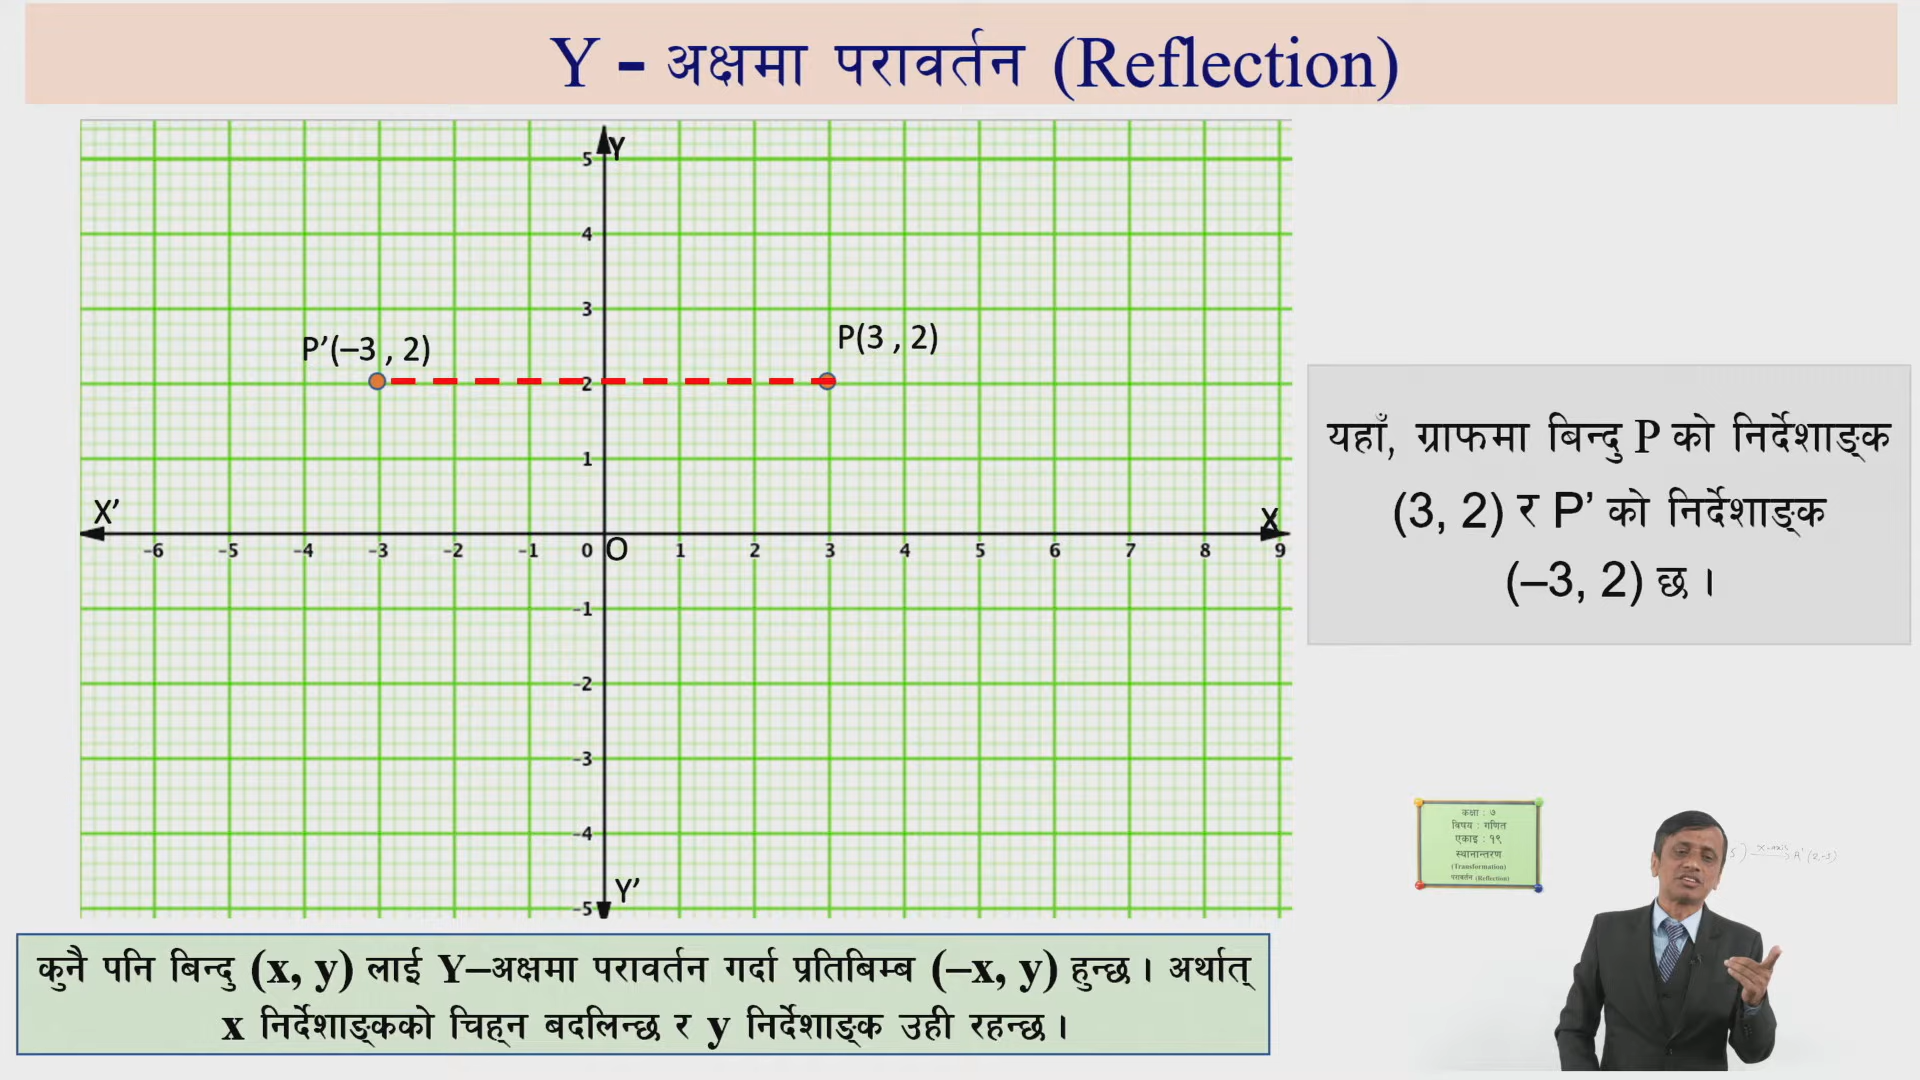 Y - अक्षमा परावर्तन (Reflection)
Y
5
4
3
P’(–3 , 2)
P(3 , 2)
2
1
X’
X
-6 -5 -4 -3 -2 -1 0 O 1 2 3 4 5 6 7 8 9
-1
-2
-3
-4
Y’
-5
यहाँ, ग्राफमा बिन्दु P को निर्देशाङ्क
(3, 2) र P’ को निर्देशाङ्क
(–3, 2) छ ।
कक्षा : ७
विषय : गणित
एकाइ : १९
स्थानान्तरण
(Transformation)
परावर्तन (Reflection)
कुनै पनि बिन्दु (x, y) लाई Y–अक्षमा परावर्तन गर्दा प्रतिबिम्ब (–x, y) हुन्छ । अर्थात्
x निर्देशाङ्कको चिह्न बदलिन्छ र y निर्देशाङ्क उही रहन्छ ।